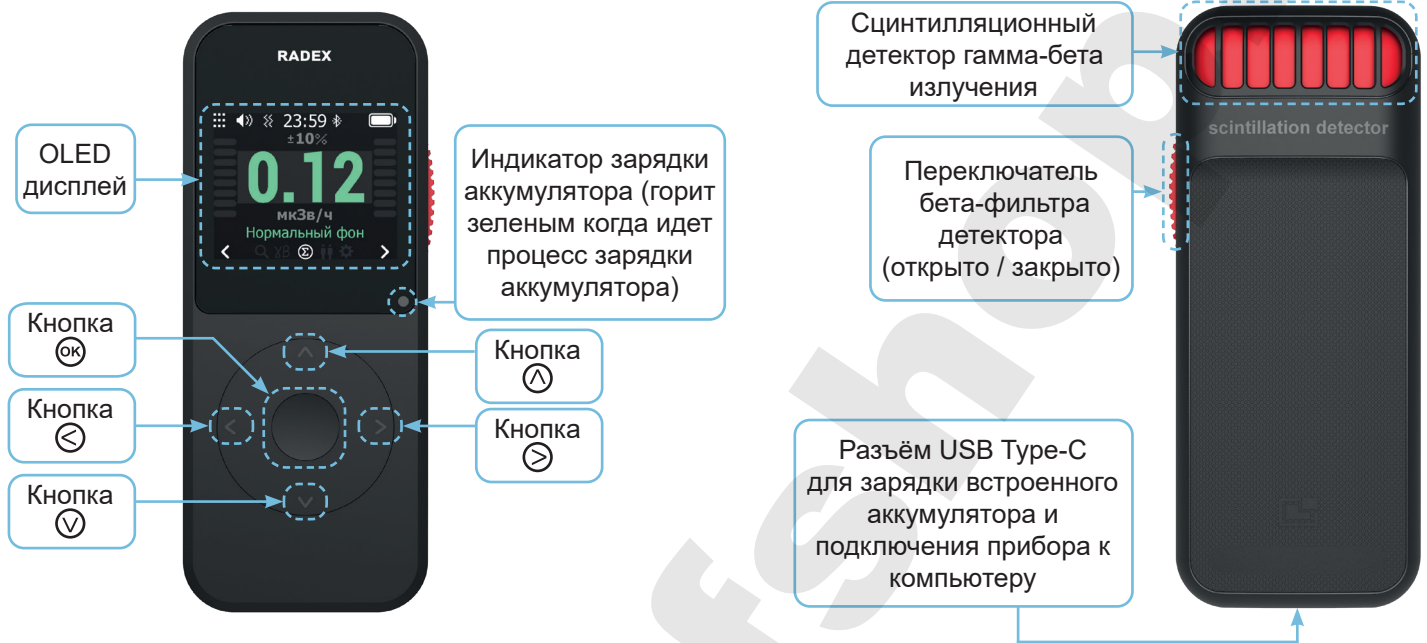 RADEX
23:59
±10%
0.12
мкЗв/ч
Нормальный фон
OLED
дисплей
Индикатор зарядки
аккумулятора (горит
зеленым когда идет
процесс зарядки
аккумулятора)
Кнопка
OK
Кнопка
<
Кнопка
∨
Кнопка
∧
Кнопка
>
Сцинтилляционный
детектор гамма-бета
излучения
scintillation detector
Переключатель
бета-фильтра
детектора
(открыто / закрыто)
Разъём USB Type-C
для зарядки встроенного
аккумулятора и
подключения прибора к
компьютеру